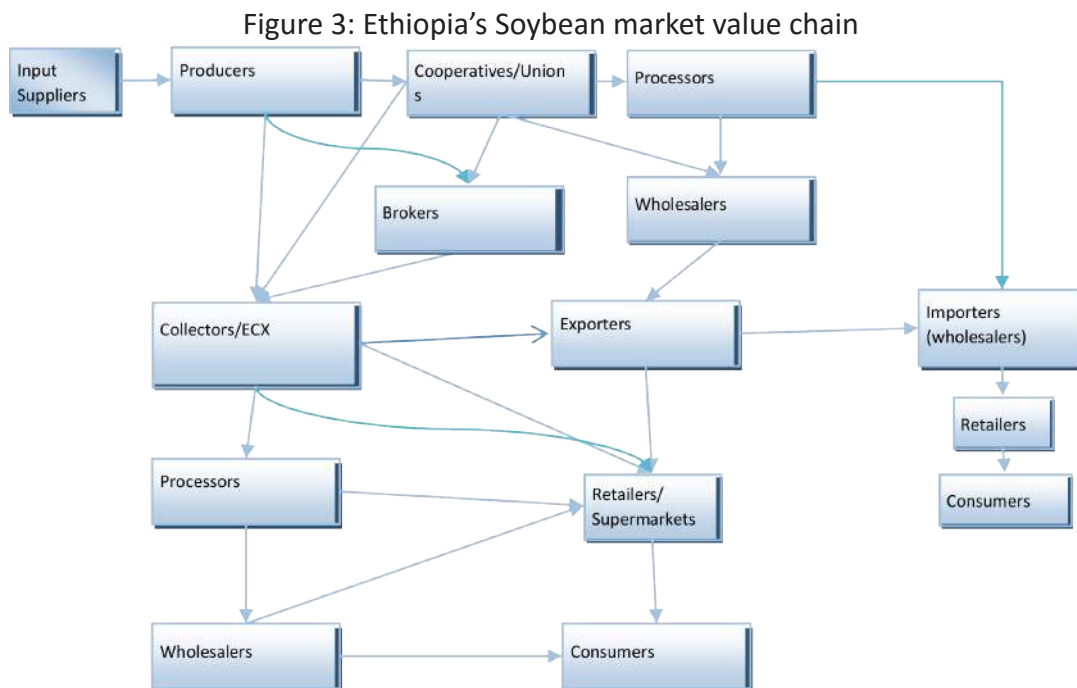 Figure 3: Ethiopia's Soybean market value chain
Input
Suppliers
Producers
Cooperatives/Union
s
Processors
Brokers
Wholesalers
Collectors/ECX
Exporters
Importers
(wholesalers)
Retailers
Consumers
Processors
Retailers/
Supermarkets
Wholesalers
Consumers